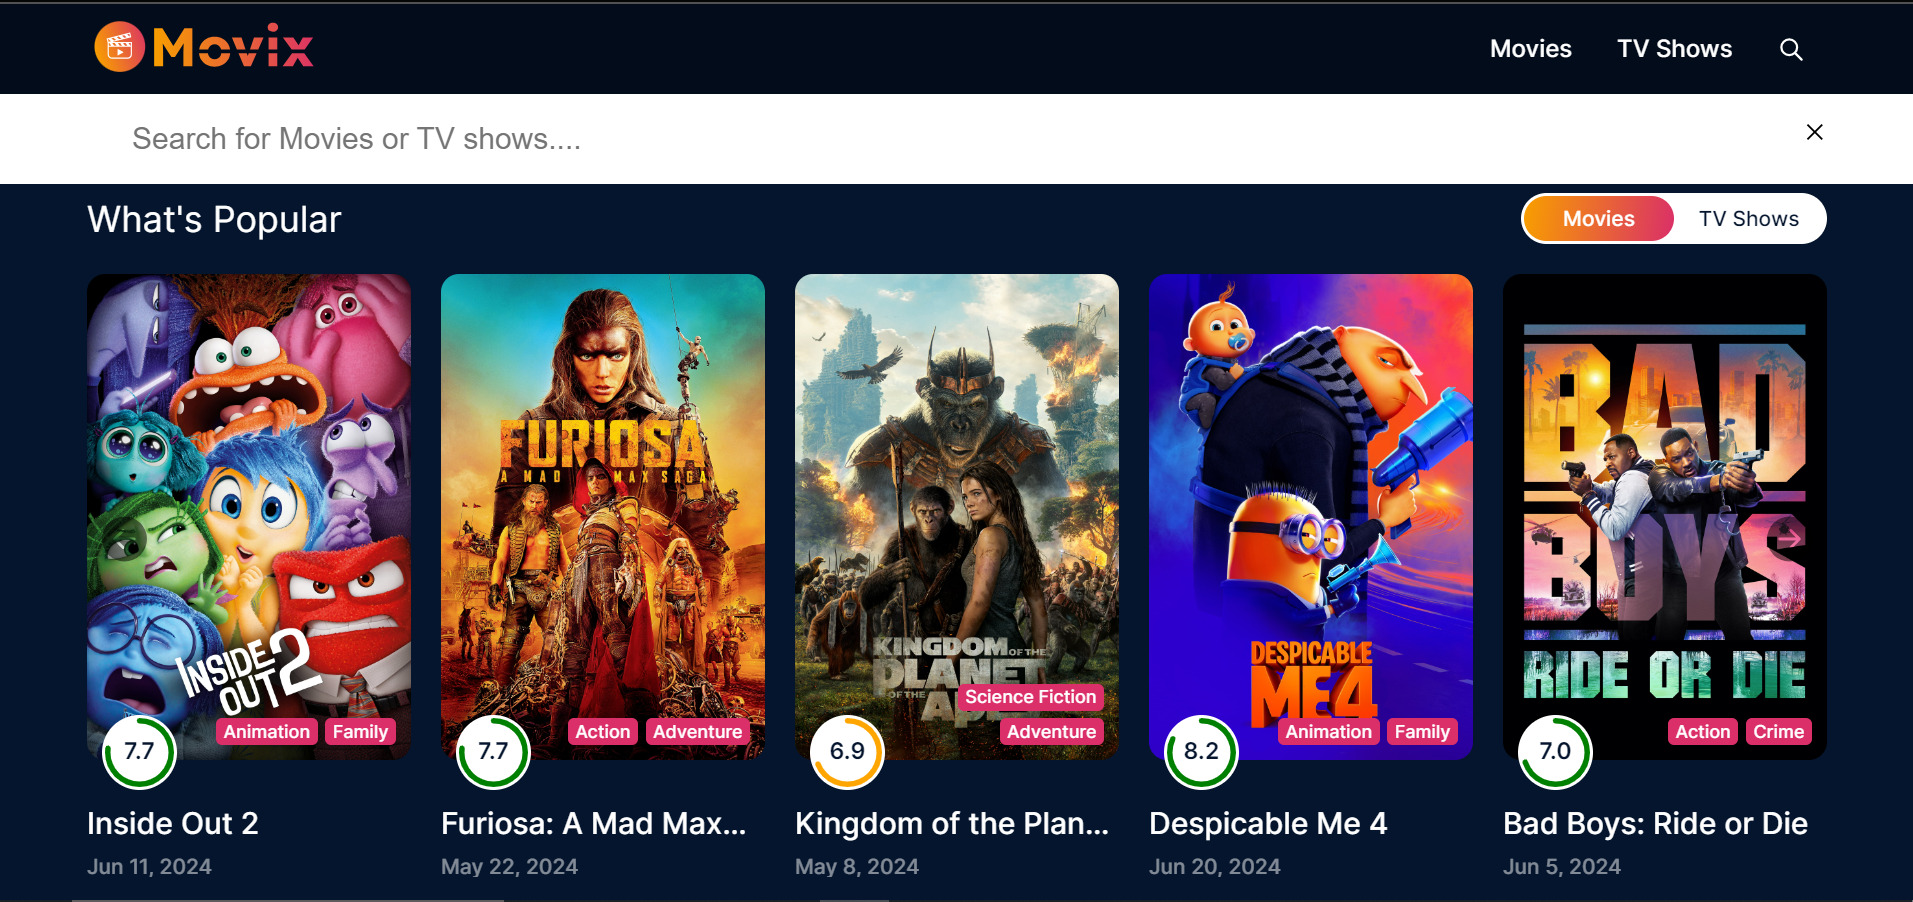 Movix
Movies TV Shows
Search for Movies or TV shows....
What's Popular
Movies TV Shows
INSIDE OUT 2
Animation Family
7.7
Inside Out 2
Jun 11, 2024
FURIOSA
A MAD MAX SAGA
Action Adventure
7.7
Furiosa: A Mad Max...
May 22, 2024
KINGDOM OF THE
PLANET
OF THE APES
Science Fiction
Adventure
6.9
Kingdom of the Plan...
May 8, 2024
DESPICABLE
ME 4
Animation Family
8.2
Despicable Me 4
Jun 20, 2024
BAD
BOYS
RIDE OR DIE
Action Crime
7.0
Bad Boys: Ride or Die
Jun 5, 2024